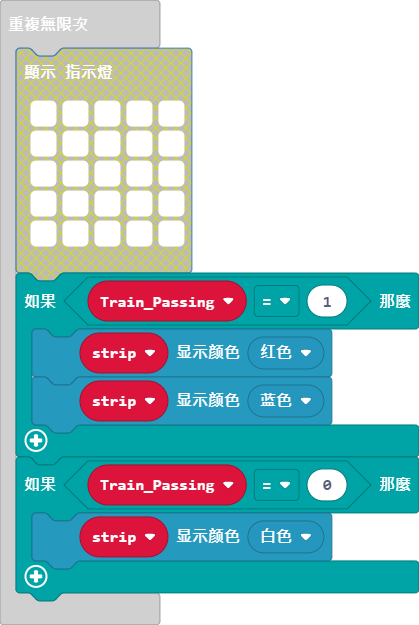 重複無限次
顯示 指示燈
如果 Train_Passing = 1 那麼
strip 显示颜色 红色
strip 显示颜色 蓝色
如果 Train_Passing = 0 那麼
strip 显示颜色 白色